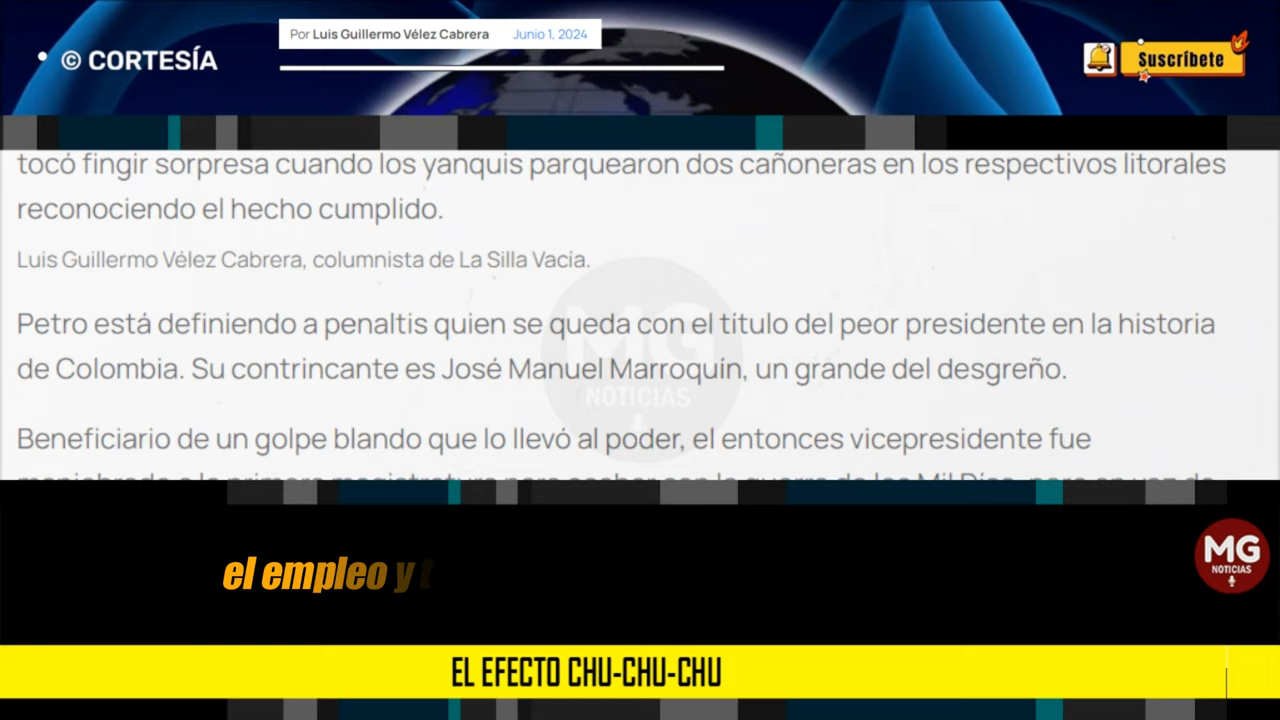 Por Luis Guillermo Vélez Cabrera Junio 1, 2024
© CORTESÍA
Suscríbete
tocó fingir sorpresa cuando los yanquis parquearon dos cañoneras en los respectivos litorales
reconociendo el hecho cumplido.
Luis Guillermo Vélez Cabrera, columnista de La Silla Vacía.
Petro está definiendo a penaltis quien se queda con el título del peor presidente en la historia
de Colombia. Su contrincante es José Manuel Marroquín, un grande del desgreño.
MG
NOTICIAS
Beneficiario de un golpe blando que lo llevó al poder, el entonces vicepresidente fue
el empleo y
MG
NOTICIAS
EL EFECTO CHU-CHU-CHU